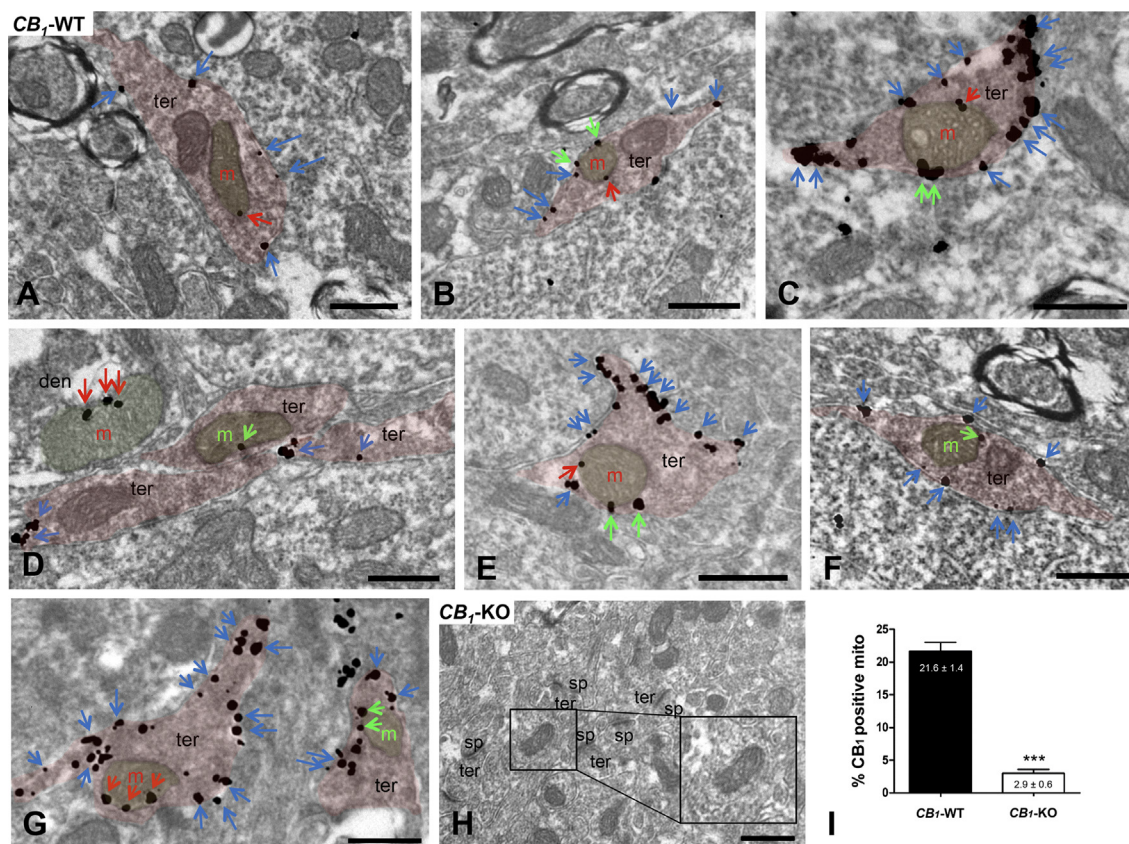 CB₁-WT
ter
m
A
ter
m
B
ter
m
C
den
m
ter
m
ter
ter
D
ter
m
E
m
F
ter
ter
m
m
ter
G
CB₁-KO
sp
ter
ter
sp
sp
sp
sp
ter
ter
H
% CB₁ positive mito
25
20
15
10
5
0
21.6 ± 1.4
***
2.9 ± 0.6
CB₁-WT
CB₁-KO
I